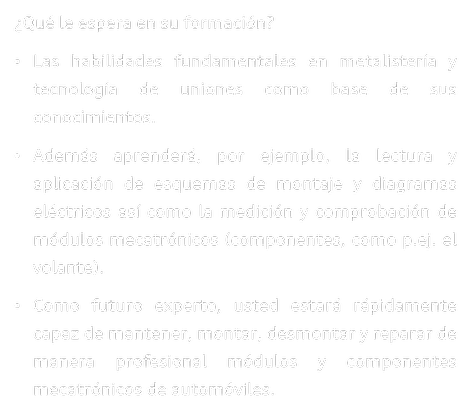 ¿Qué le espera en su formación?
• Las habilidades fundamentales en metalistería y
tecnología de uniones como base de sus
conocimientos.
• Además aprenderá, por ejemplo, la lectura y
aplicación de esquemas de montaje y diagramas
eléctricos así como la medición y comprobación de
módulos mecatrónicos (componentes, como p.ej. el
volante).
• Como futuro experto, usted estará rápidamente
capaz de mantener, montar, desmontar y reparar de
manera profesional módulos y componentes
mecatrónicos de automóviles.